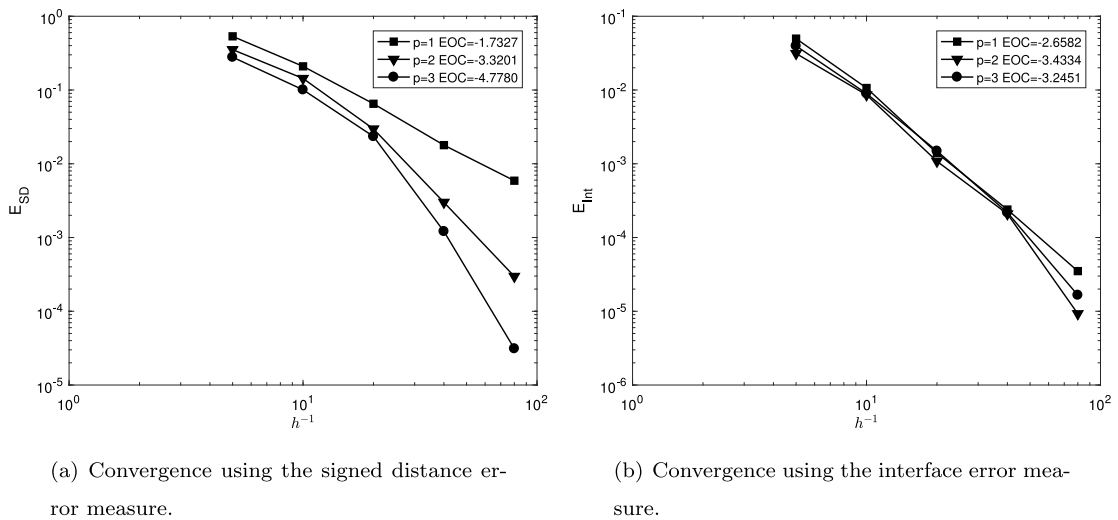 10^0
10^-1
10^-2
10^-3
10^-4
10^-5
E_SD
10^0
10^1
10^2
h^-1
p=1 EOC=-1.7327
p=2 EOC=-3.3201
p=3 EOC=-4.7780
10^-1
10^-2
10^-3
10^-4
10^-5
10^-6
E_Int
10^0
10^1
10^2
h^-1
p=1 EOC=-2.6582
p=2 EOC=-3.4334
p=3 EOC=-3.2451
(a) Convergence using the signed distance er-
ror measure.
(b) Convergence using the interface error mea-
sure.